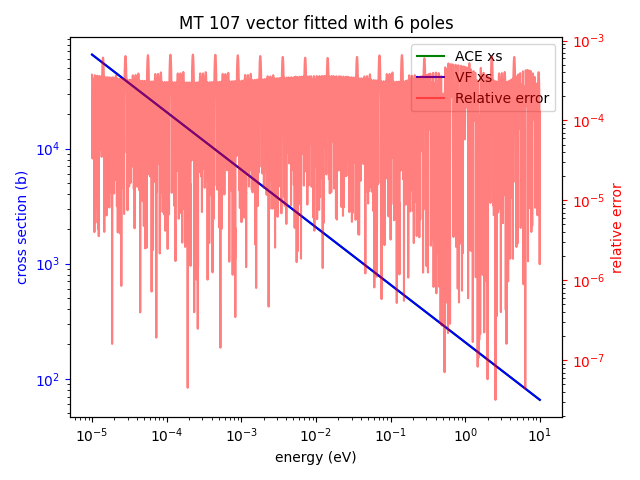 MT 107 vector fitted with 6 poles
ACE xs
VF xs
Relative error
cross section (b)
10⁴
10³
10²
10⁻³
10⁻⁴
10⁻⁵
10⁻⁶
10⁻⁷
relative error
10⁻⁵ 10⁻⁴ 10⁻³ 10⁻² 10⁻¹ 10⁰ 10¹
energy (eV)